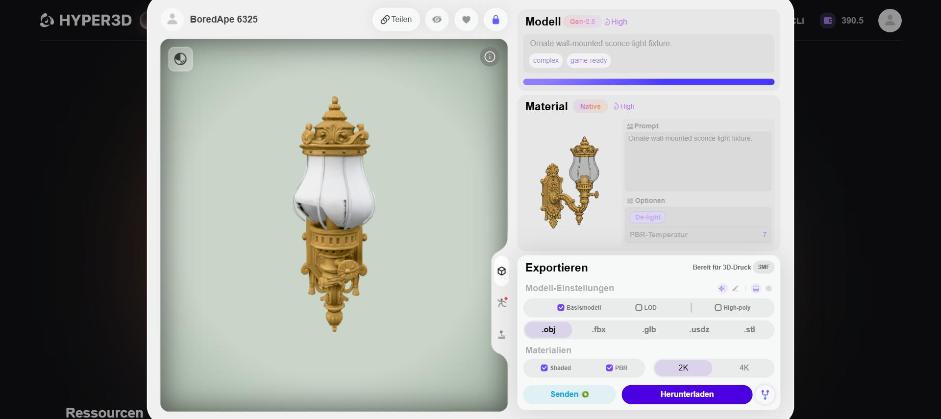 HYPER3D
BoredApe 6325
Teilen
CLI
390.5
Modell
Gen-2.5
High
Ornate wall-mounted sconce light fixture.
complex
game ready
Material
Native
High
Prompt
Ornate wall-mounted sconce light fixture.
Optionen
De-light
PBR-Temperatur
7
Exportieren
Bereit für 3D-Druck
3MF
Modell-Einstellungen
Basismodell
LOD
High-poly
.obj
.fbx
.glb
.usdz
.stl
Materialien
Shaded
PBR
2K
4K
Senden
Herunterladen
Ressourcen